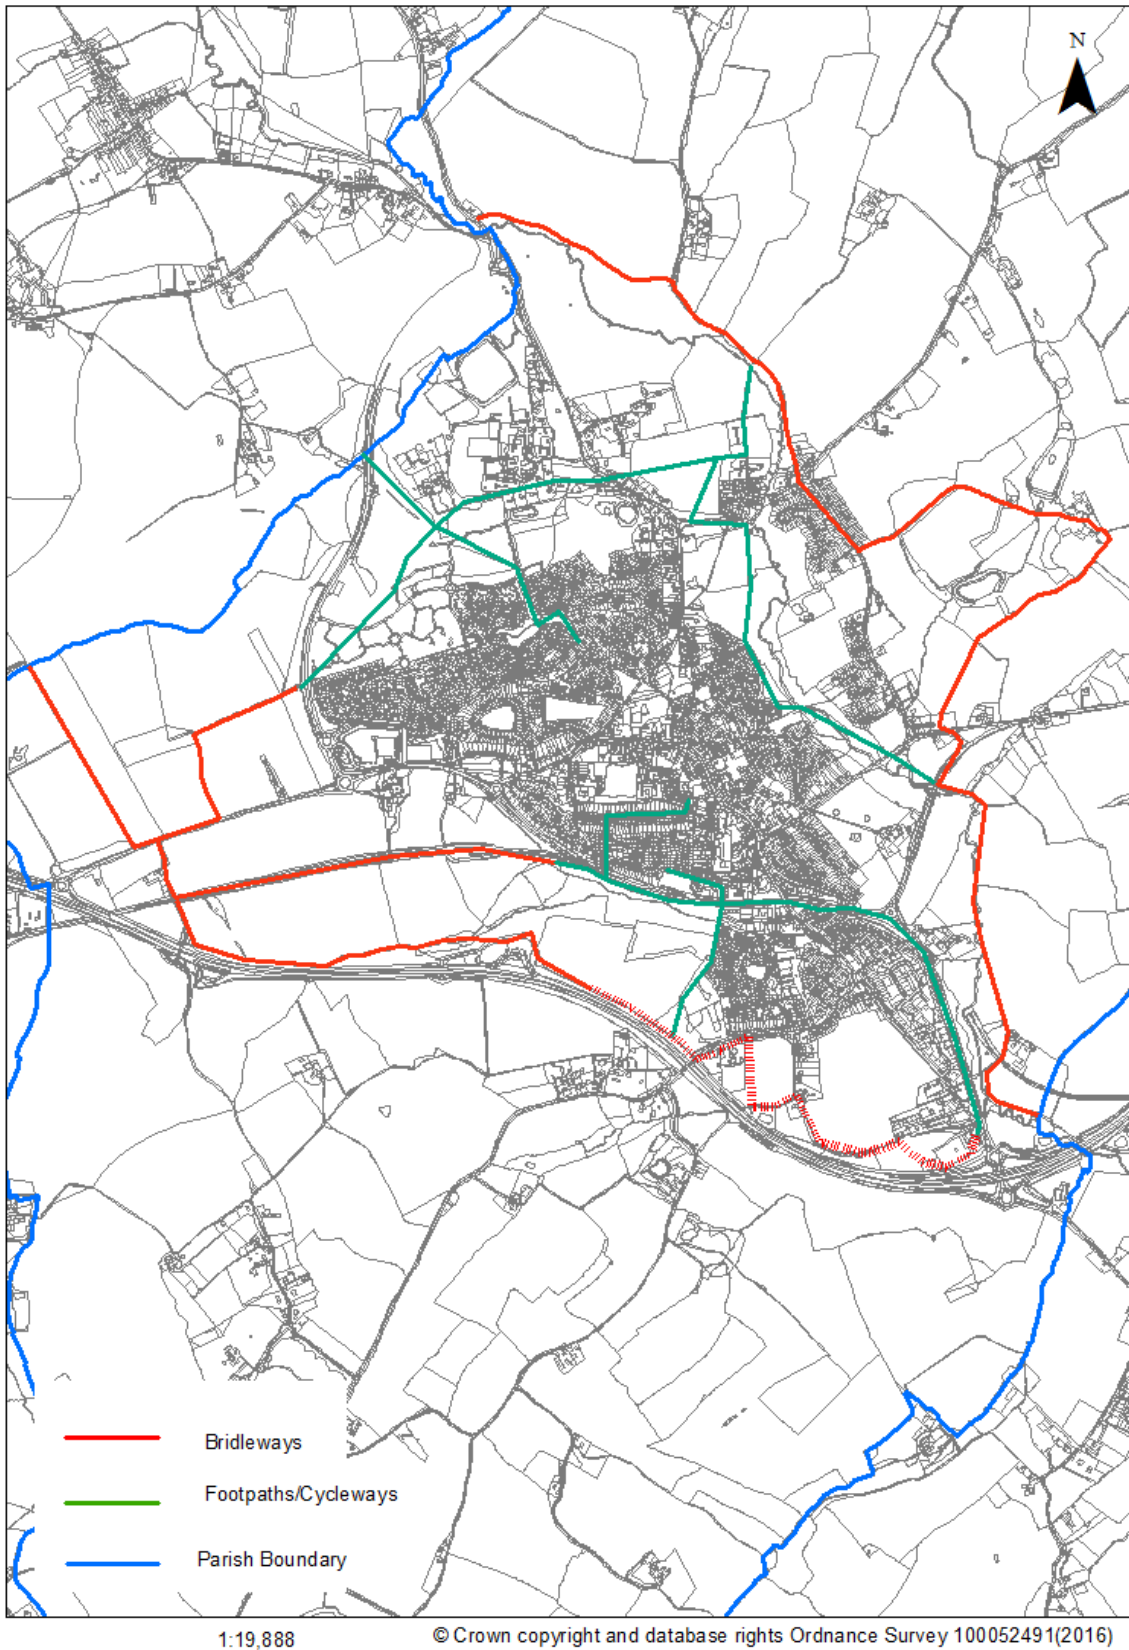 N
Bridleways
Footpaths/Cycleways
Parish Boundary
1:19,888
© Crown copyright and database rights Ordnance Survey 100052491(2016)